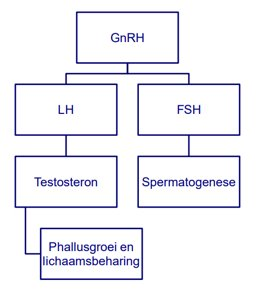 GnRH
LH
FSH
Testosteron
Spermatogenese
Phallusgroei en
lichaamsbeharing